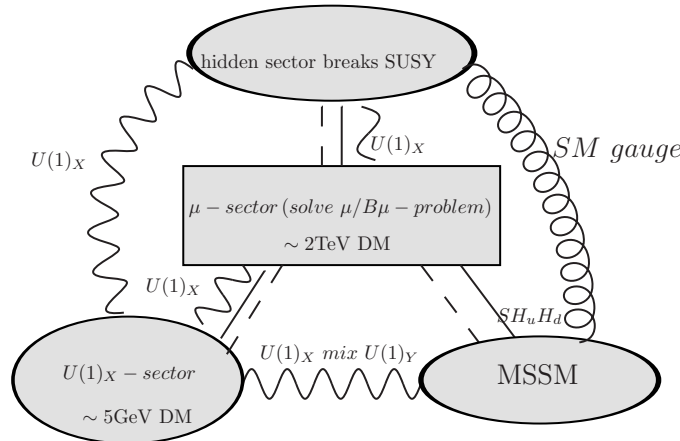 hidden sector breaks SUSY
U(1)_X
U(1)_X
SM gauge
μ − sector (solve μ/Bμ − problem)
∼ 2TeV DM
U(1)_X
SH_uH_d
U(1)_X mix U(1)_Y
U(1)_X − sector
∼ 5GeV DM
MSSM